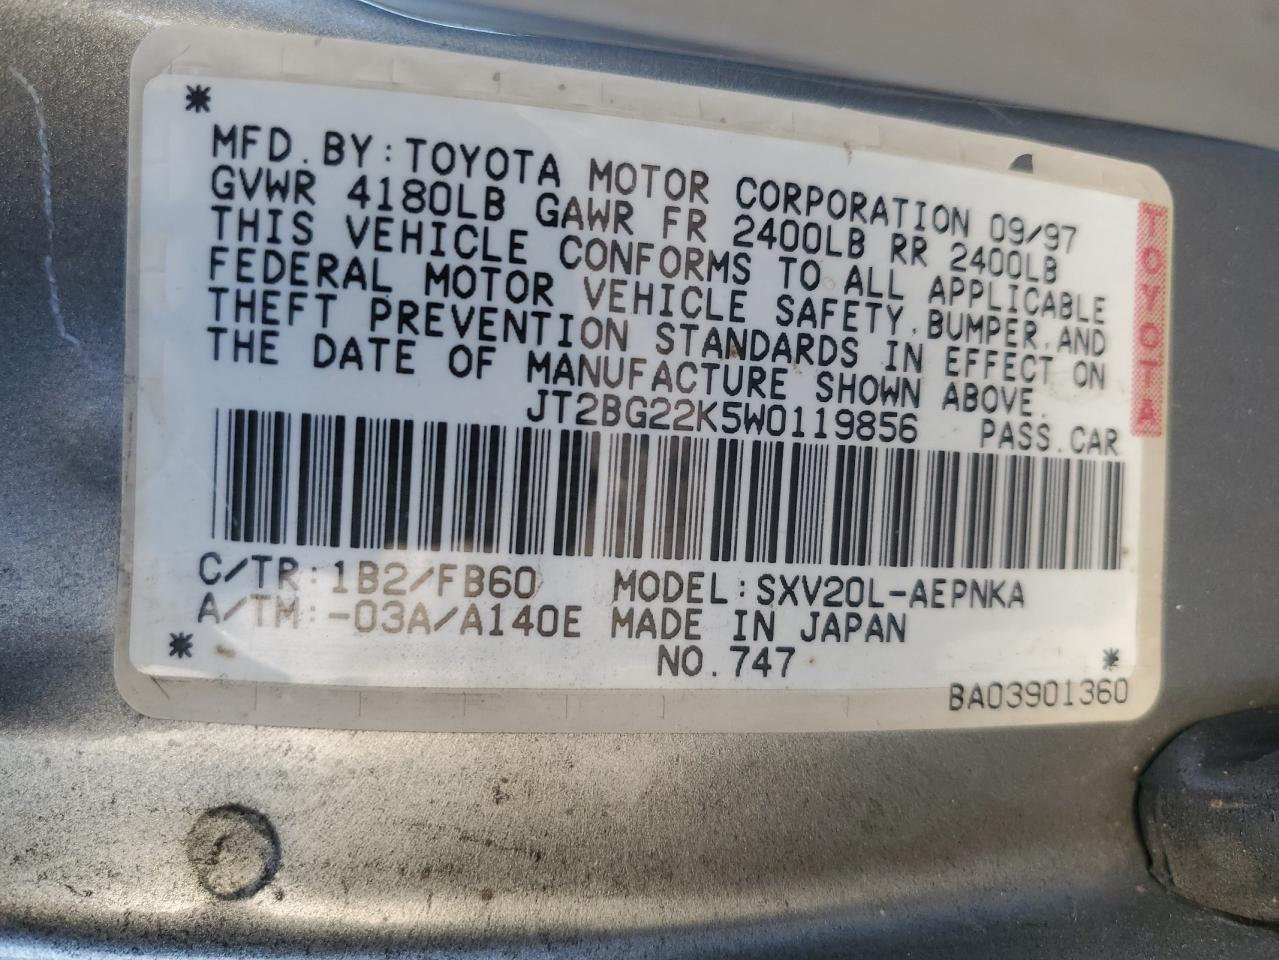 *
MFD.BY:TOYOTA MOTOR CORPORATION 09/97
GVWR 4180LB GAWR FR 2400LB RR 2400LB
THIS VEHICLE CONFORMS TO ALL APPLICABLE
FEDERAL MOTOR VEHICLE SAFETY,BUMPER,AND
THEFT PREVENTION STANDARDS IN EFFECT ON
THE DATE OF MANUFACTURE SHOWN ABOVE.
JT2BG22K5W0119856 PASS.CAR
C/TR:1B2/FB60 MODEL:SXV20L-AEPNKA
A/TM:-03A/A140E MADE IN JAPAN
* NO.747 *
BA03901360
TOYOTA